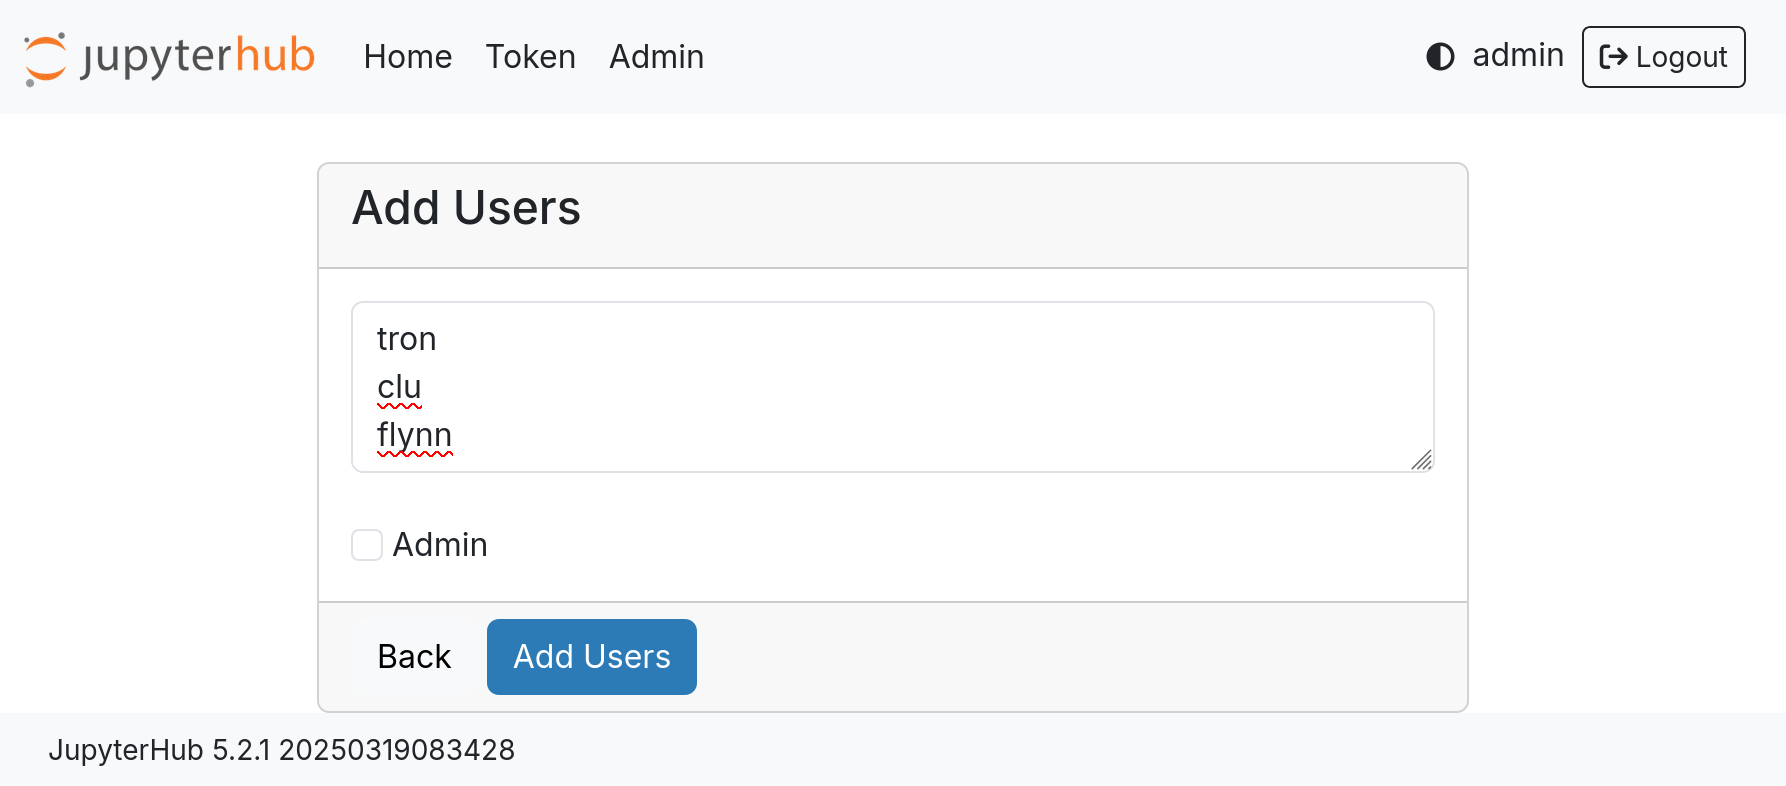 jupyterhub Home Token Admin admin Logout
Add Users
tron
clu
flynn
Admin
Back Add Users
JupyterHub 5.2.1 20250319083428